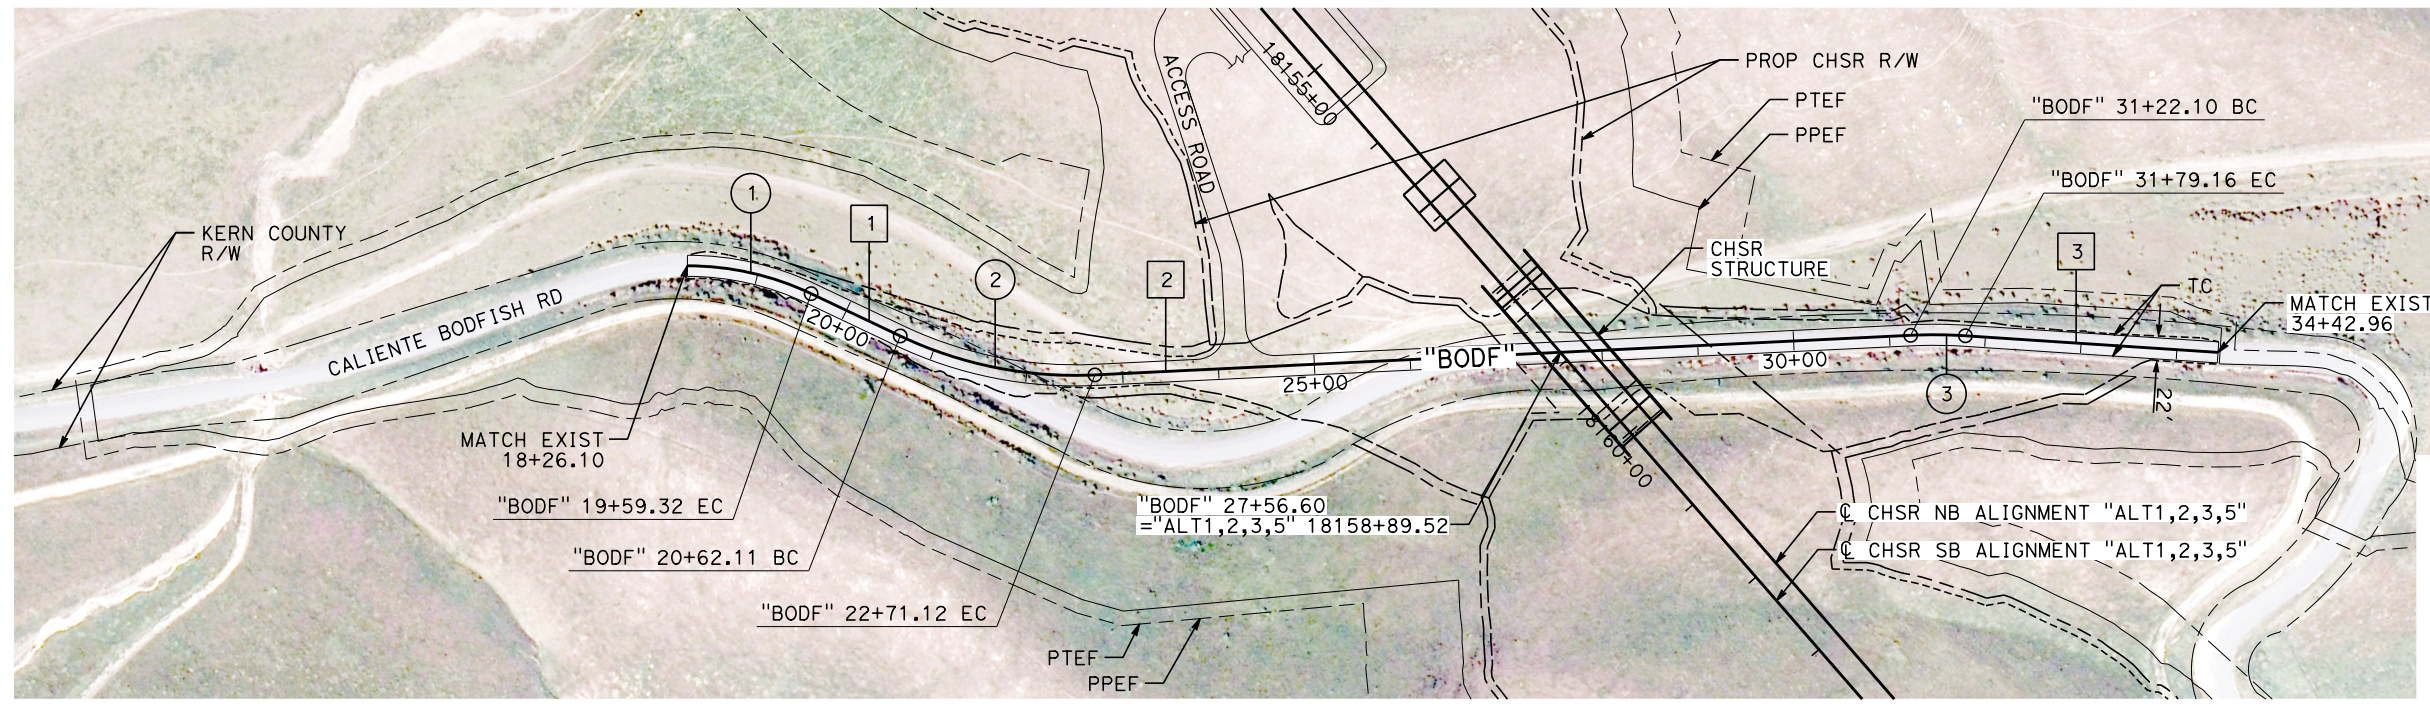 18155+00
ACCESS ROAD
PROP CHSR R/W
PTEF
PPEF
"BODF" 31+22.10 BC
"BODF" 31+79.16 EC
KERN COUNTY
R/W
1
1
2
2
3
CHSR
STRUCTURE
TC
MATCH EXIST
34+42.96
CALIENTE BODFISH RD
20+00
25+00
"BODF"
30+00
3
22'
MATCH EXIST
18+26.10
18160+00
"BODF" 19+59.32 EC
"BODF" 27+56.60
="ALT1,2,3,5" 18158+89.52
℄ CHSR NB ALIGNMENT "ALT1,2,3,5"
℄ CHSR SB ALIGNMENT "ALT1,2,3,5"
"BODF" 20+62.11 BC
"BODF" 22+71.12 EC
PTEF
PPEF